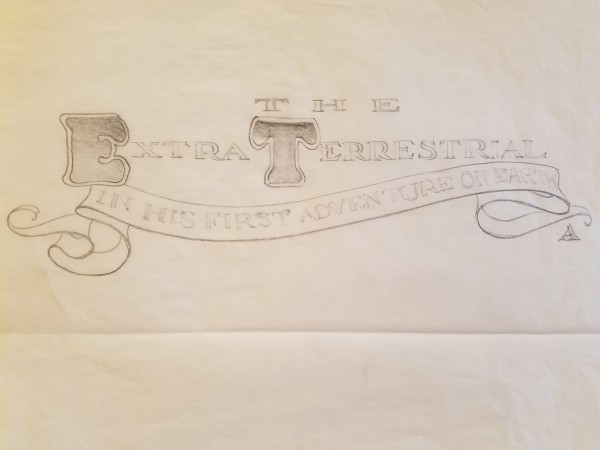 THE
EXTRA TERRESTRIAL
IN HIS FIRST ADVENTURE ON EARTH